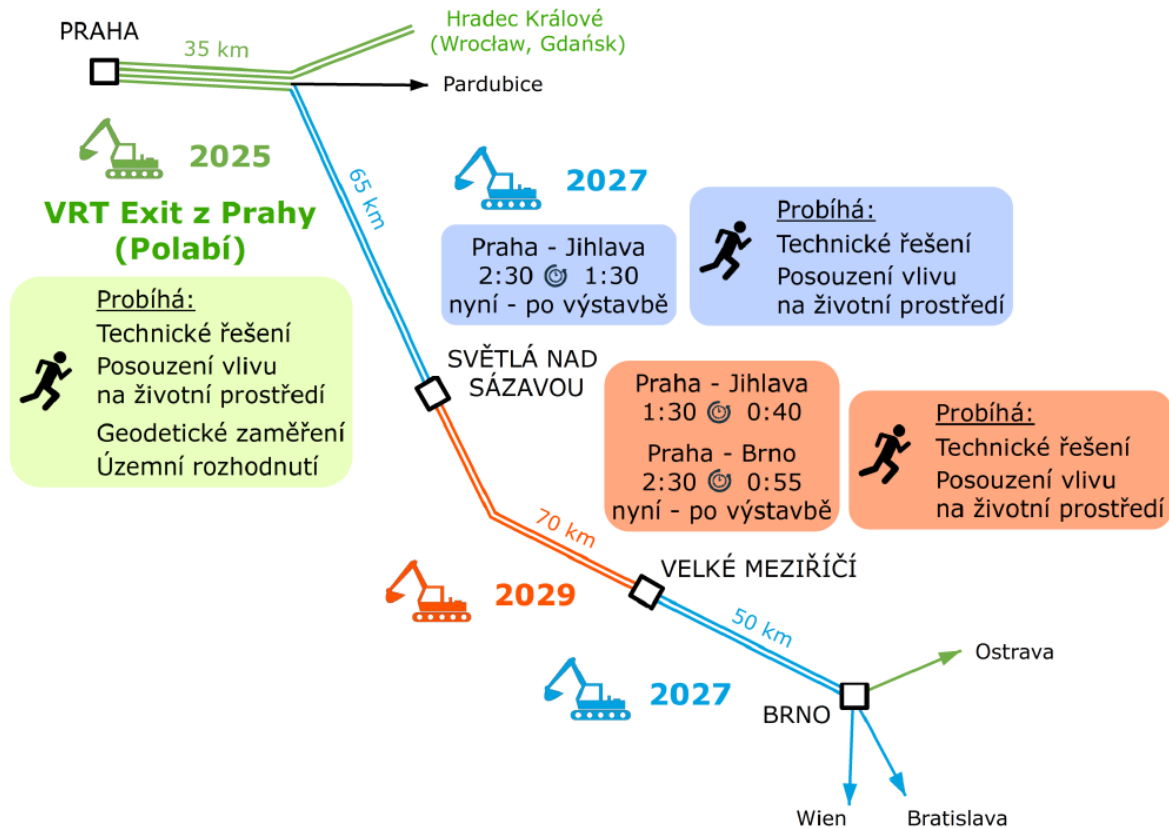 PRAHA
35 km
Hradec Králové
(Wrocław, Gdańsk)
Pardubice
2025
VRT Exit z Prahy
(Polabí)
Probíhá:
Technické řešení
Posouzení vlivu
na životní prostředí
Geodetické zaměření
Územní rozhodnutí
65 km
2027
Praha - Jihlava
2:30 1:30
nyní - po výstavbě
Probíhá:
Technické řešení
Posouzení vlivu
na životní prostředí
SVĚTLÁ NAD
SÁZAVOU
Praha - Jihlava
1:30 0:40
Praha - Brno
2:30 0:55
nyní - po výstavbě
Probíhá:
Technické řešení
Posouzení vlivu
na životní prostředí
70 km
2029
VELKÉ MEZIŘÍČÍ
50 km
2027
BRNO
Ostrava
Wien
Bratislava